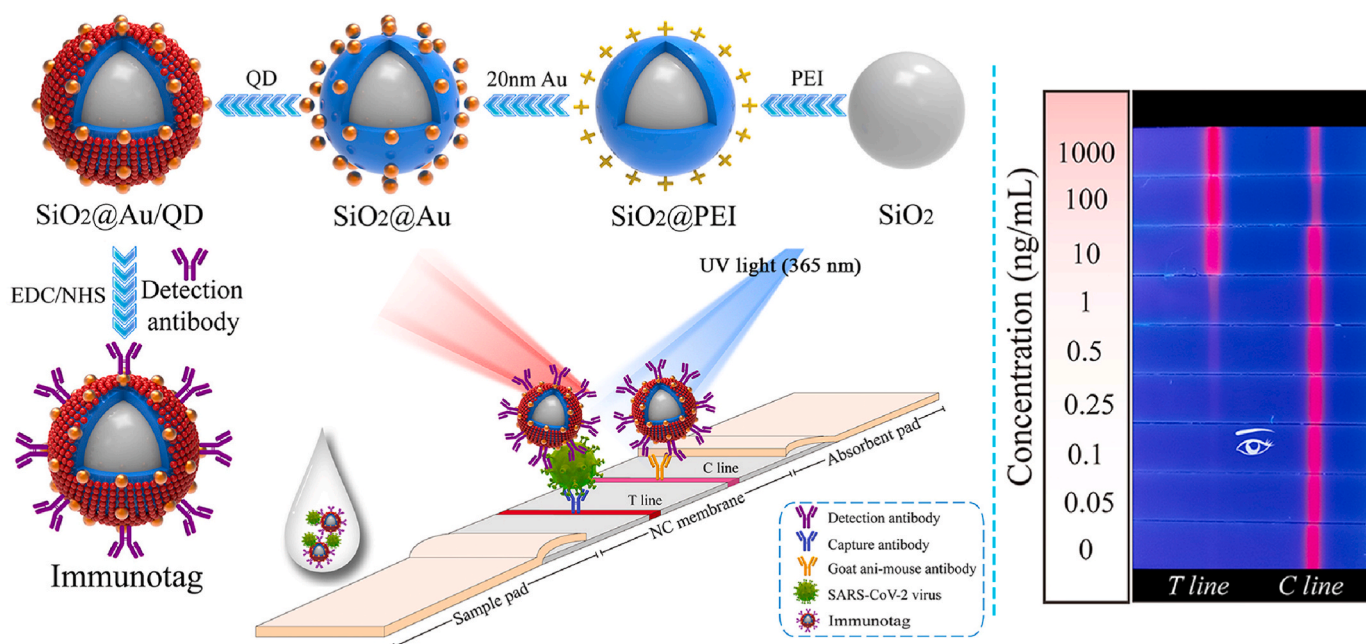 QD
20nm Au
PEI
SiO2@Au/QD
SiO2@Au
SiO2@PEI
SiO2
EDC/NHS
Detection
antibody
Immunotag
UV light (365 nm)
C line
T line
Absorbent pad
NC membrane
Sample pad
Detection antibody
Capture antibody
Goat ani-mouse antibody
SARS-CoV-2 virus
Immunotag
Concentration (ng/mL)
1000
100
10
1
0.5
0.25
0.1
0.05
0
T line
C line